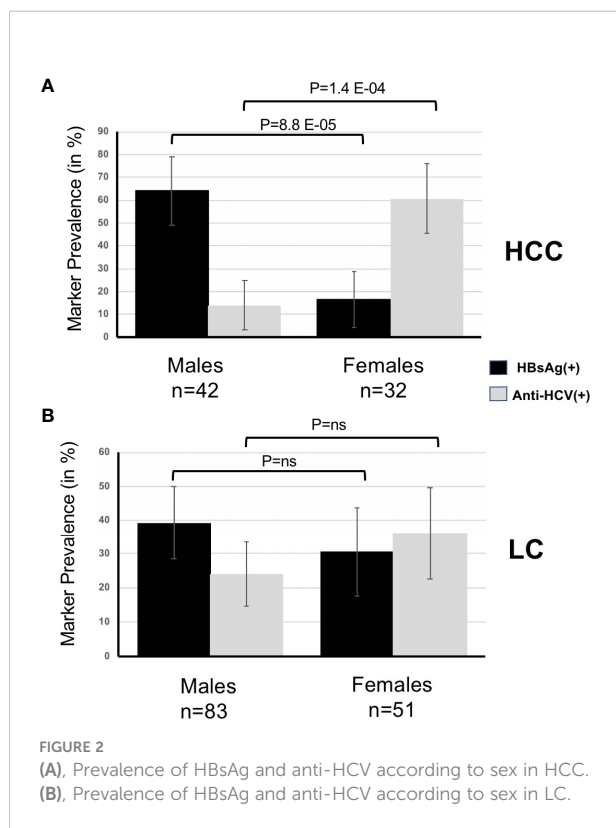 A
P=1.4 E-04
P=8.8 E-05
Marker Prevalence (in %)
90
80
70
60
50
40
30
20
10
0
HCC
Males
n=42
Females
n=32
HBsAg(+)
Anti-HCV(+)
B
P=ns
P=ns
Marker Prevalence (in %)
60
50
40
30
20
10
0
LC
Males
n=83
Females
n=51
FIGURE 2
(A), Prevalence of HBsAg and anti-HCV according to sex in HCC.
(B), Prevalence of HBsAg and anti-HCV according to sex in LC.